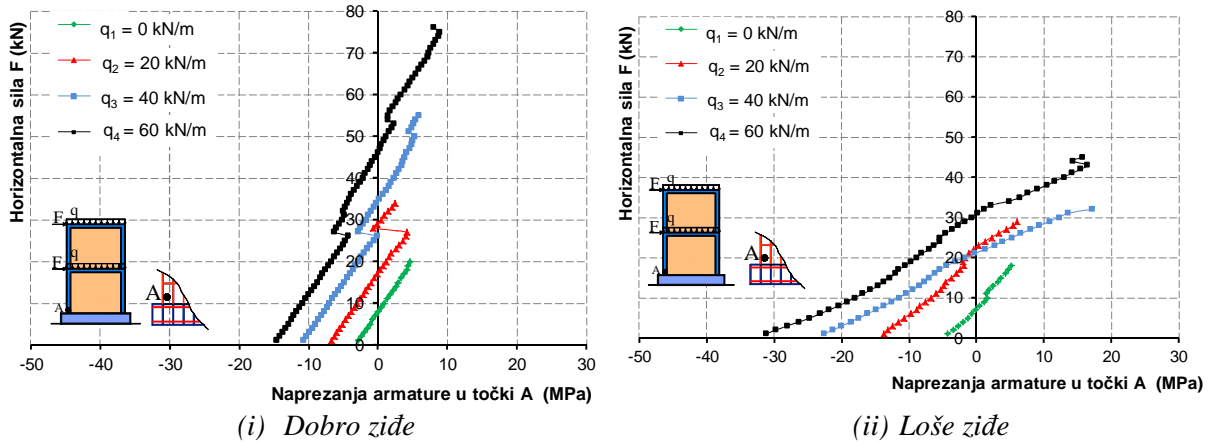 Horizontalna sila F (kN)
80
70
60
50
40
30
20
10
0
q1 = 0 kN/m
q2 = 20 kN/m
q3 = 40 kN/m
q4 = 60 kN/m
q
F
q
F
A
A
-50 -40 -30 -20 -10 0 10 20 30
Naprezanja armature u točki A (MPa)
(i) Dobro ziđe
Horizontalna sila F (kN)
80
70
60
50
40
30
20
10
0
q1 = 0 kN/m
q2 = 20 kN/m
q3 = 40 kN/m
q4 = 60 kN/m
q
F
q
F
A
A
-50 -40 -30 -20 -10 0 10 20 30
Naprezanja armature u točki A (MPa)
(ii) Loše ziđe